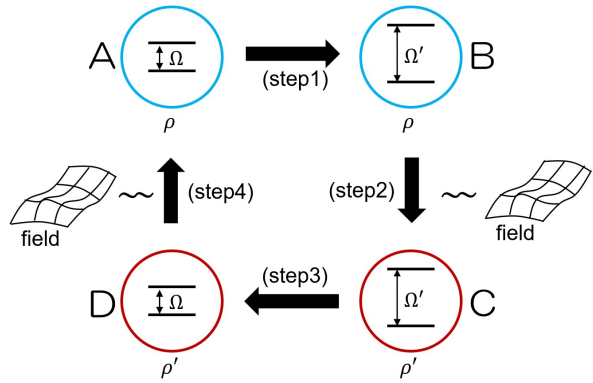 A
Ω
(step1)
Ω′
B
ρ
ρ
field
(step4)
(step2)
field
D
Ω
(step3)
Ω′
C
ρ′
ρ′